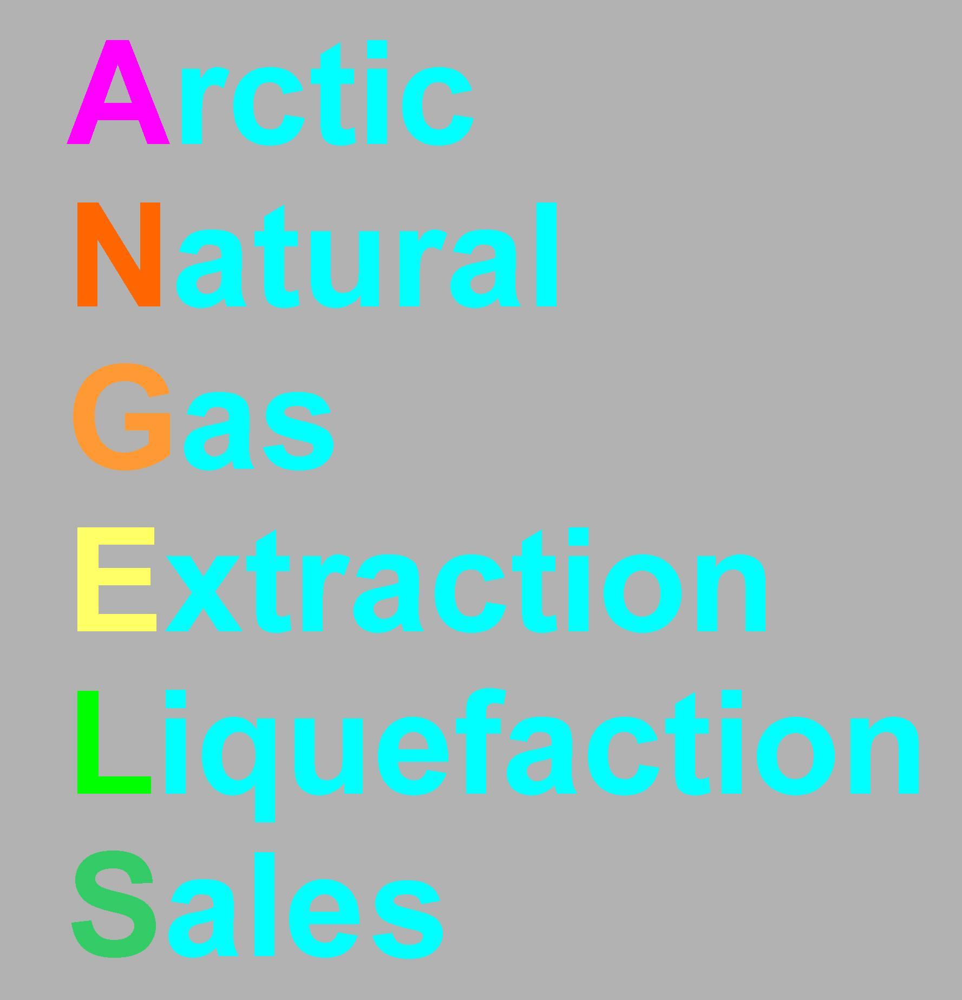 Arctic
Natural
Gas
Extraction
Liquefaction
Sales